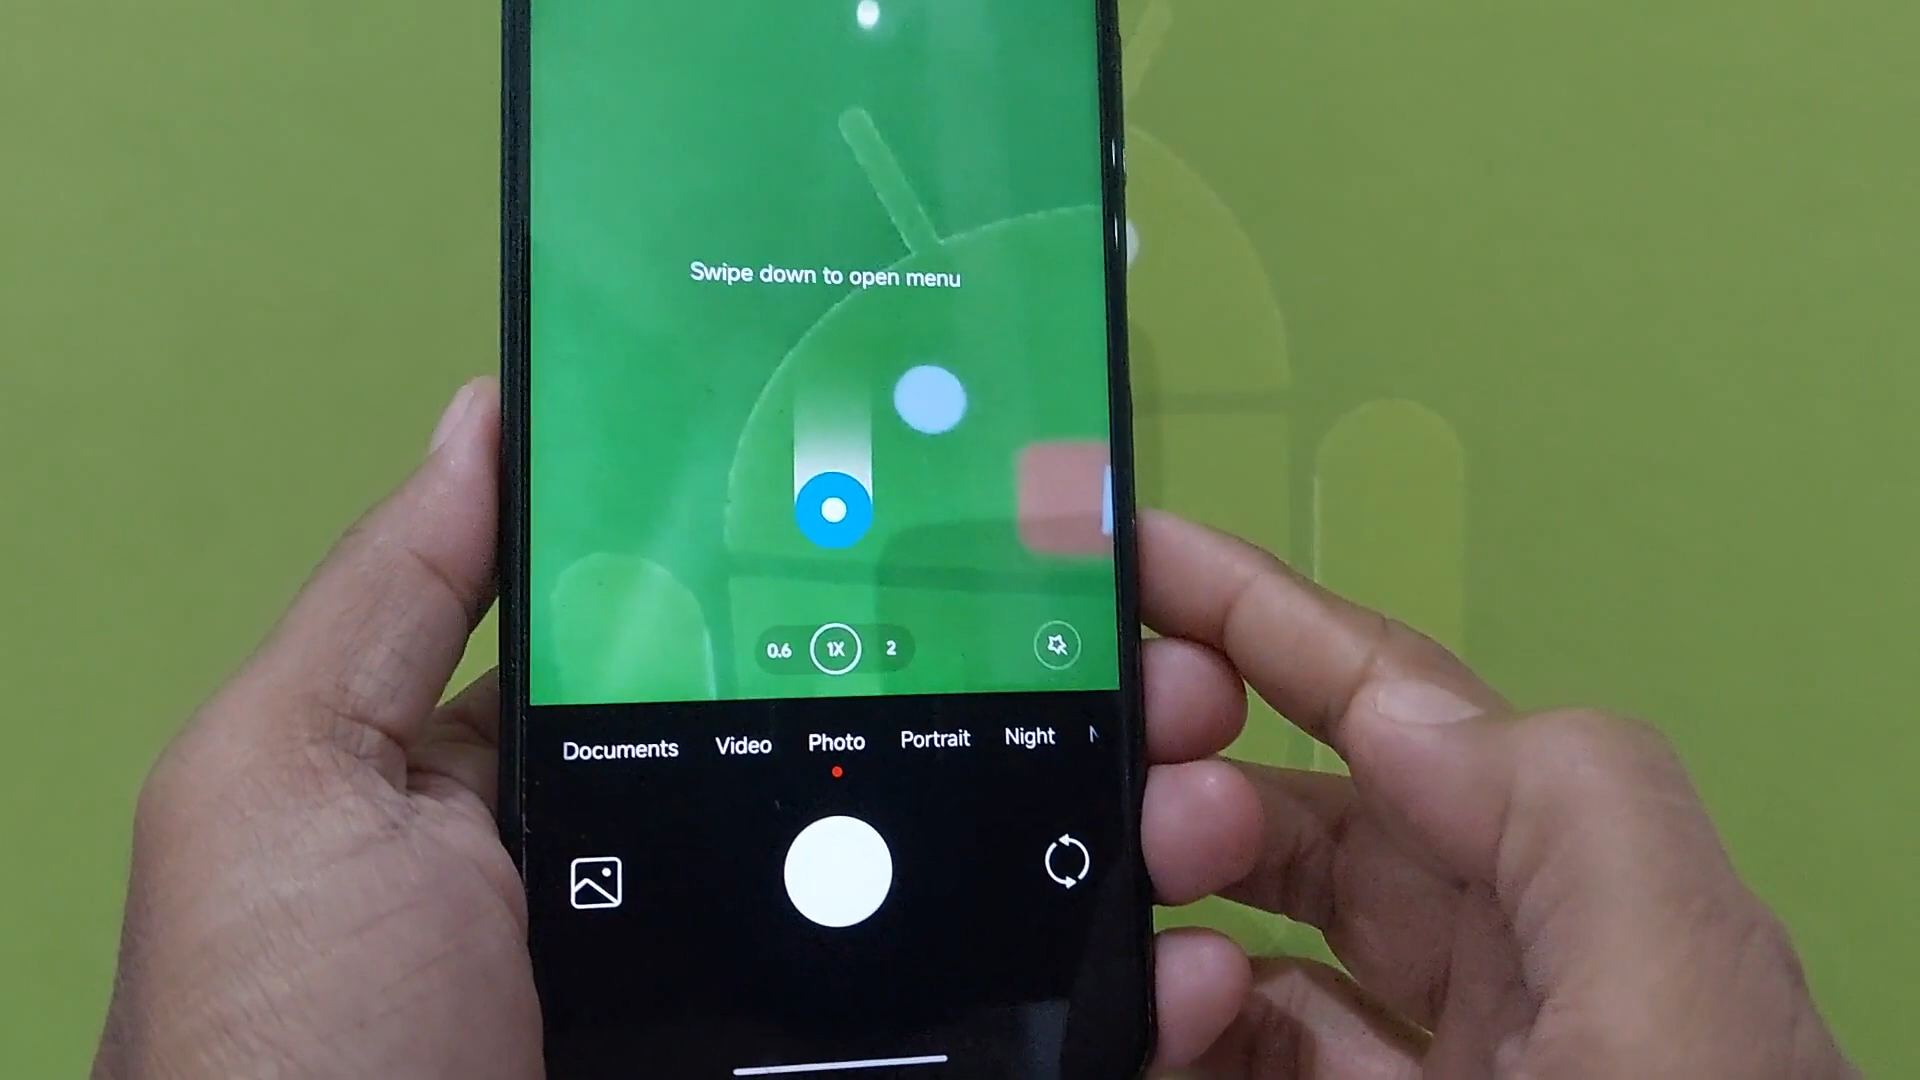 Swipe down to open menu
0.6 1X 2
Documents Video Photo Portrait Night